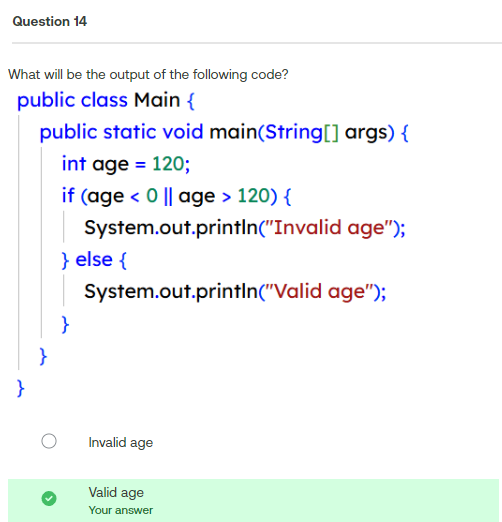 Question 14
What will be the output of the following code?
public class Main {
public static void main(String[] args) {
int age = 120;
if (age < 0 || age > 120) {
System.out.println("Invalid age");
} else {
System.out.println("Valid age");
}
}
}
Invalid age
Valid age
Your answer